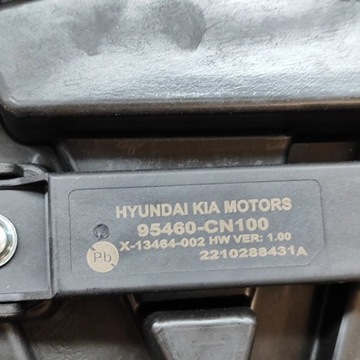 HYUNDAI KIA MOTORS
95460-CN100
Pb X-13464-002 HW VER: 1.00
2210288431A